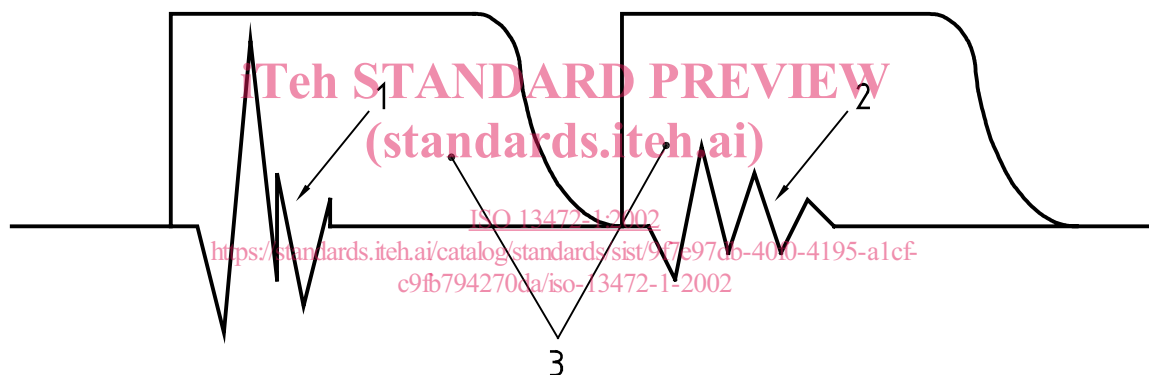 iTeh STANDARD PREVIEW
1
2
(standards.iteh.ai)
ISO 13472-1:2002
https://standards.iteh.ai/catalog/standards/sist/9f7e97db-40f0-4195-a1cf-
c9fb794270da/iso-13472-1-2002
3